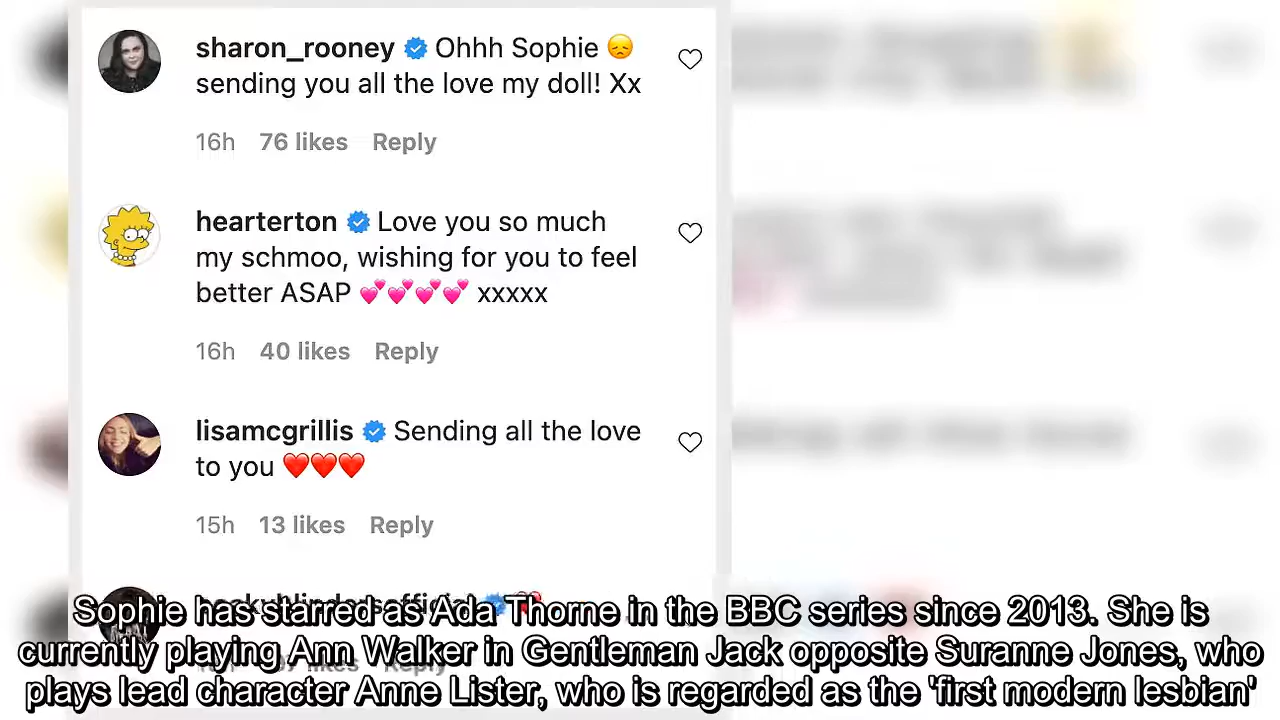 sharon_rooney Ohhh Sophie 😞
sending you all the love my doll! Xx
16h 76 likes Reply
hearterton Love you so much
my schmoo, wishing for you to feel
better ASAP 💕💕💕💕 xxxxx
16h 40 likes Reply
lisamcgrillis Sending all the love
to you ❤️❤️❤️
15h 13 likes Reply
Sophie has starred as Ada Thorne in the BBC series since 2013. She is
currently playing Ann Walker in Gentleman Jack opposite Suranne Jones, who
plays lead character Anne Lister, who is regarded as the 'first modern lesbian'